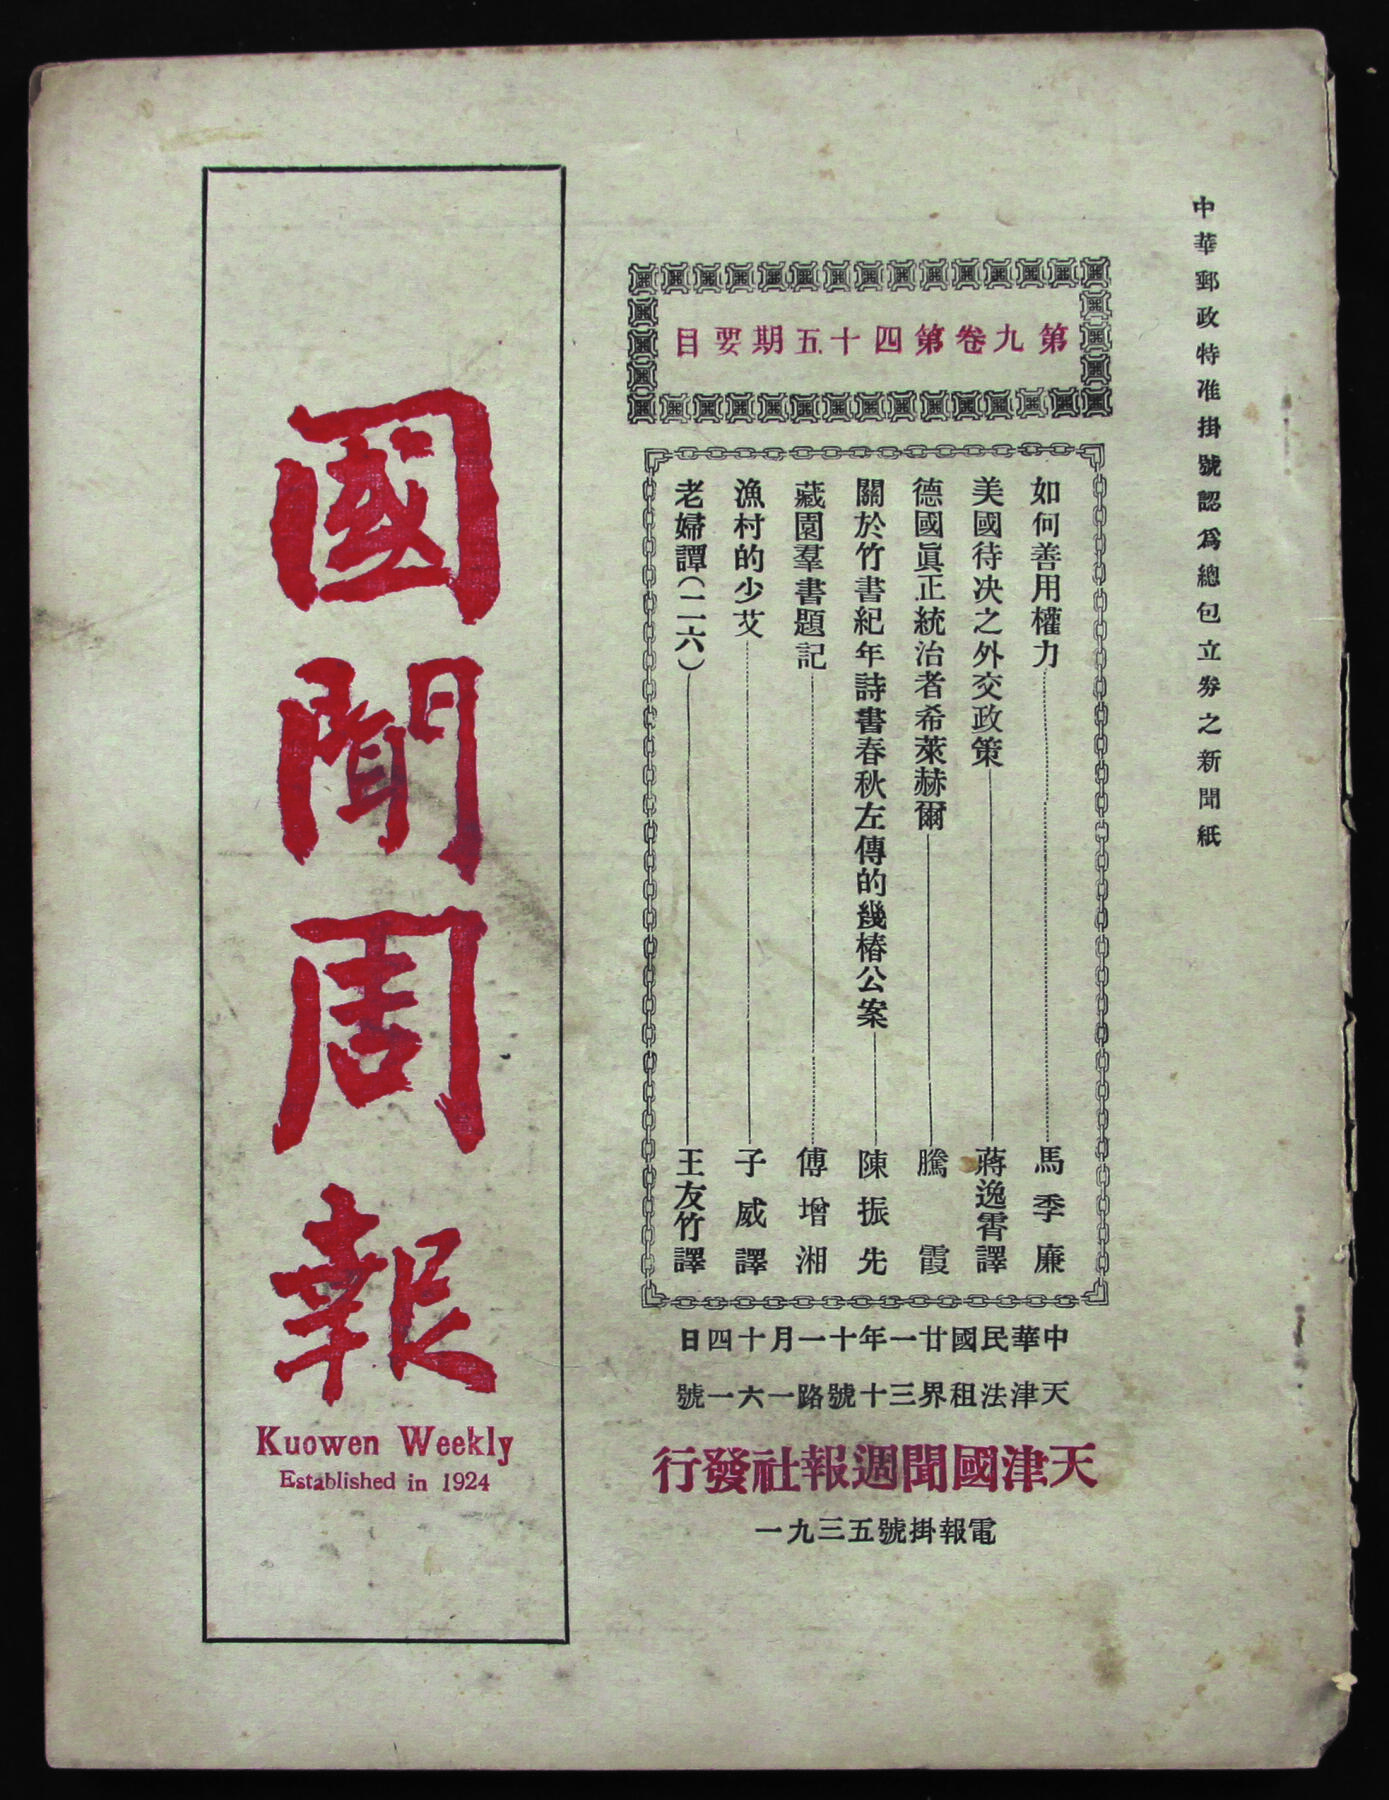 中華郵政特准掛號認爲總包立劵之新聞紙
第九卷第四十五期要目
如何善用權力 馬季廉
美國待決之外交政策 蔣逸霄譯
德國眞正統治者希萊赫爾 騰霞
關於竹書紀年詩書春秋左傳的幾樁公案 陳振先
藏園羣書題記 傅增湘
漁村的少艾 子威譯
老婦譚(二六) 王友竹譯
中華民國廿一年十一月十四日
天津法租界三十號路一六一號
天津國聞週報社發行
電報掛號五三九一
國聞周報
Kuowen Weekly
Established in 1924